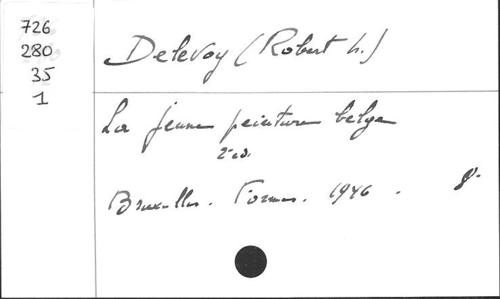 726
280
35
1
Delevoy (Robert L.)
La jeune peinture belge
2e éd.
Bruxelles. Formes. 1946. 8°